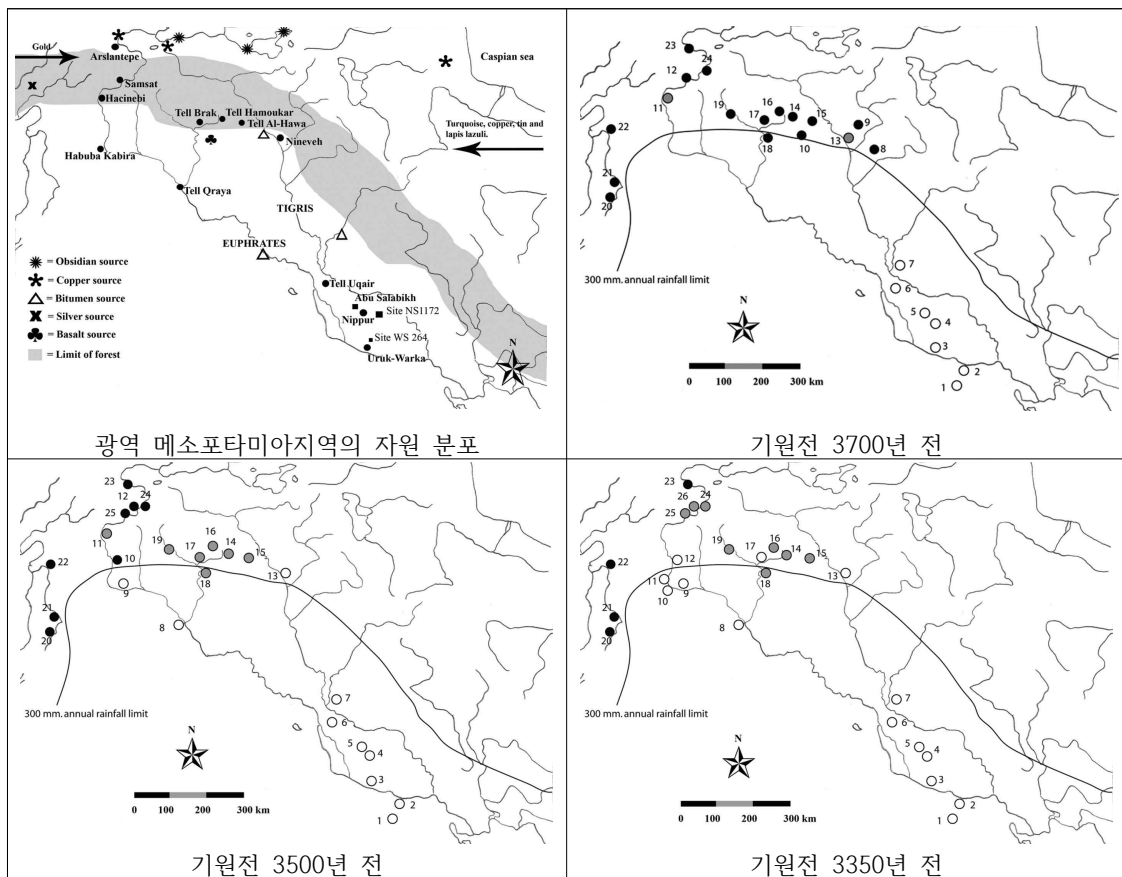 Gold
Arslantepe
Caspian sea
Samsat
Hacinebi
Tell Brak
Tell Hamoukar
Tell Al-Hawa
Turquoise, copper, tin and
lapis lazuli.
Nineveh
Habuba Kabira
Tell Qraya
TIGRIS
EUPHRATES
= Obsidian source
= Copper source
= Bitumen source
= Silver source
= Basalt source
= Limit of forest
Tell Uqair
Abu Salabikh
Site NS1172
Nippur
Site WS 264
Uruk-Warka
N
광역 메소포타미아지역의 자원 분포
23
24
12
11
19
16
14
17
15
9
22
18
10
13
8
21
20
7
300 mm. annual rainfall limit
6
5
4
N
3
0 100 200 300 km
2
1
기원전 3700년 전
23
12
24
25
11
16
19
17
14
15
10
22
18
13
9
21
8
20
7
300 mm. annual rainfall limit
6
N
5
4
3
0 100 200 300 km
2
1
기원전 3500년 전
23
26
24
25
16
19
17
14
15
12
22
11
18
13
10
9
21
8
20
7
300 mm. annual rainfall limit
6
N
5
4
3
0 100 200 300 km
2
1
기원전 3350년 전